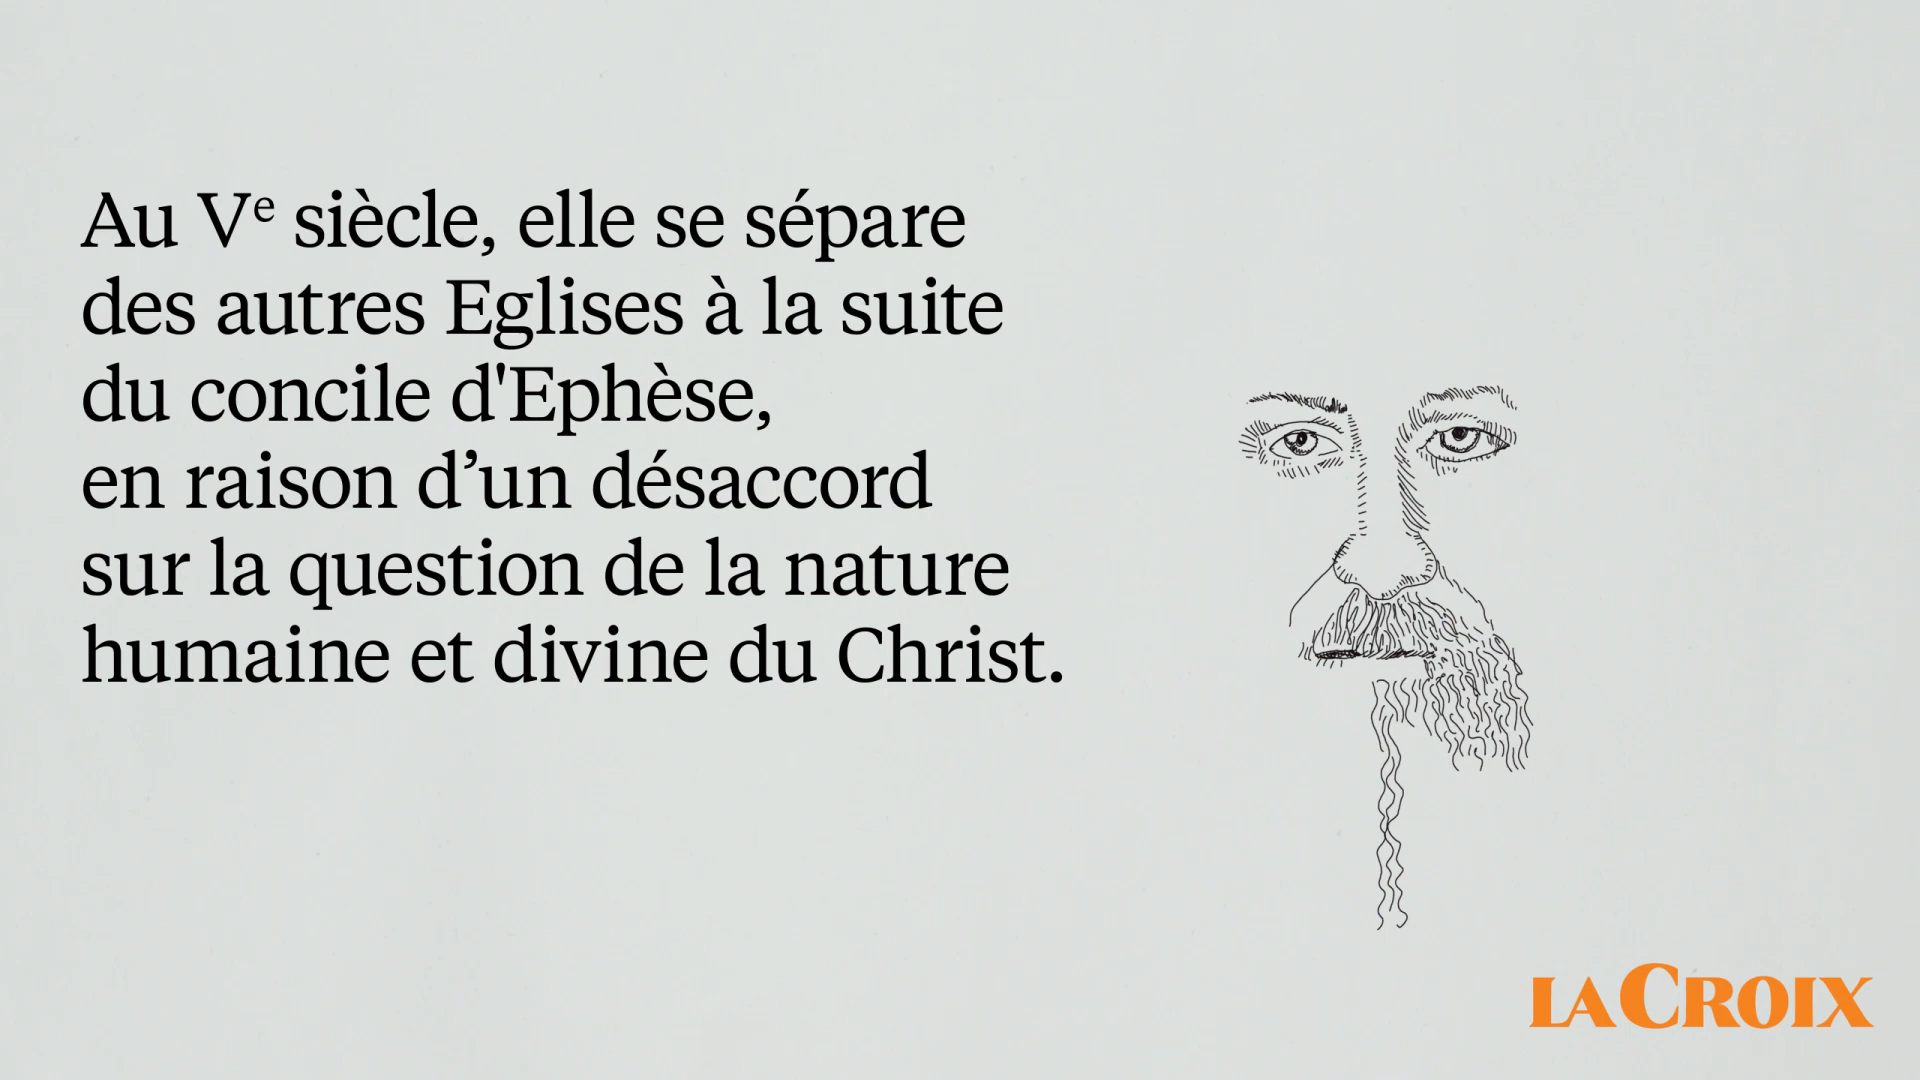 Au Vᵉ siècle, elle se sépare
des autres Eglises à la suite
du concile d'Ephèse,
en raison d’un désaccord
sur la question de la nature
humaine et divine du Christ.
LA CROIX